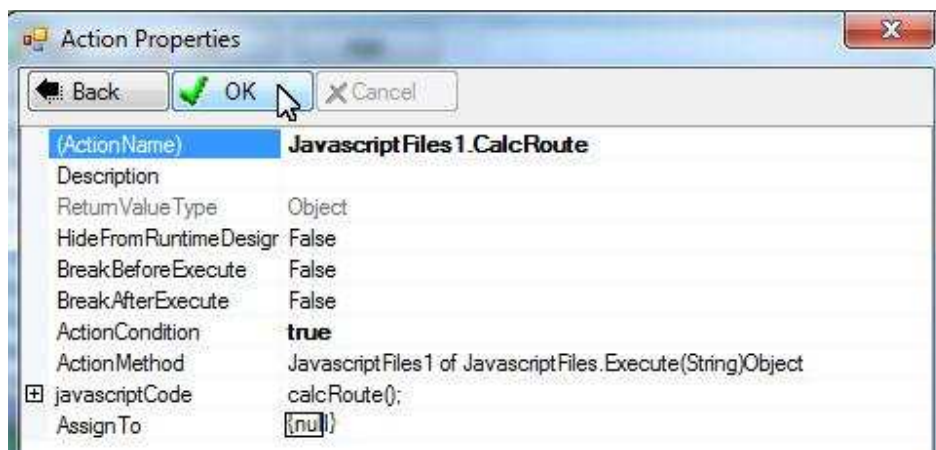 Action Properties
Back OK Cancel
(ActionName) JavascriptFiles1.CalcRoute
Description
ReturnValueType Object
HideFromRuntimeDesigr False
BreakBeforeExecute False
BreakAfterExecute False
ActionCondition true
ActionMethod JavascriptFiles1 of JavascriptFiles.Execute(String)Object
javascriptCode calcRoute();
AssignTo {null}